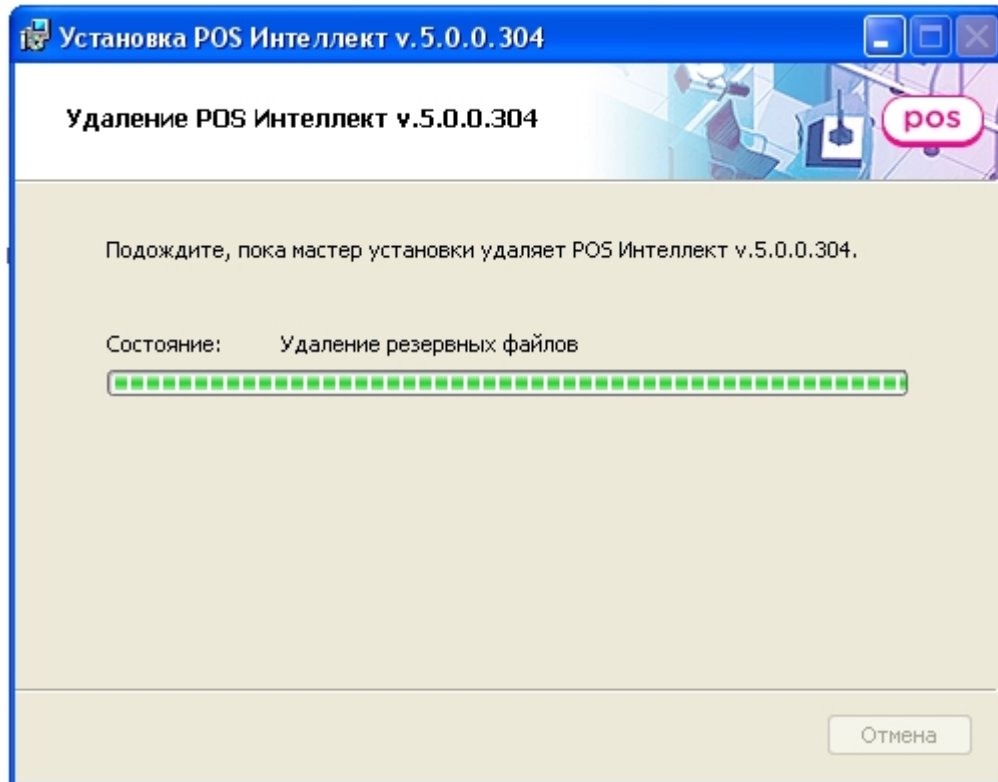 Установка POS Интеллект v.5.0.0.304
Удаление POS Интеллект v.5.0.0.304
pos
Подождите, пока мастер установки удаляет POS Интеллект v.5.0.0.304.
Состояние: Удаление резервных файлов
Отмена